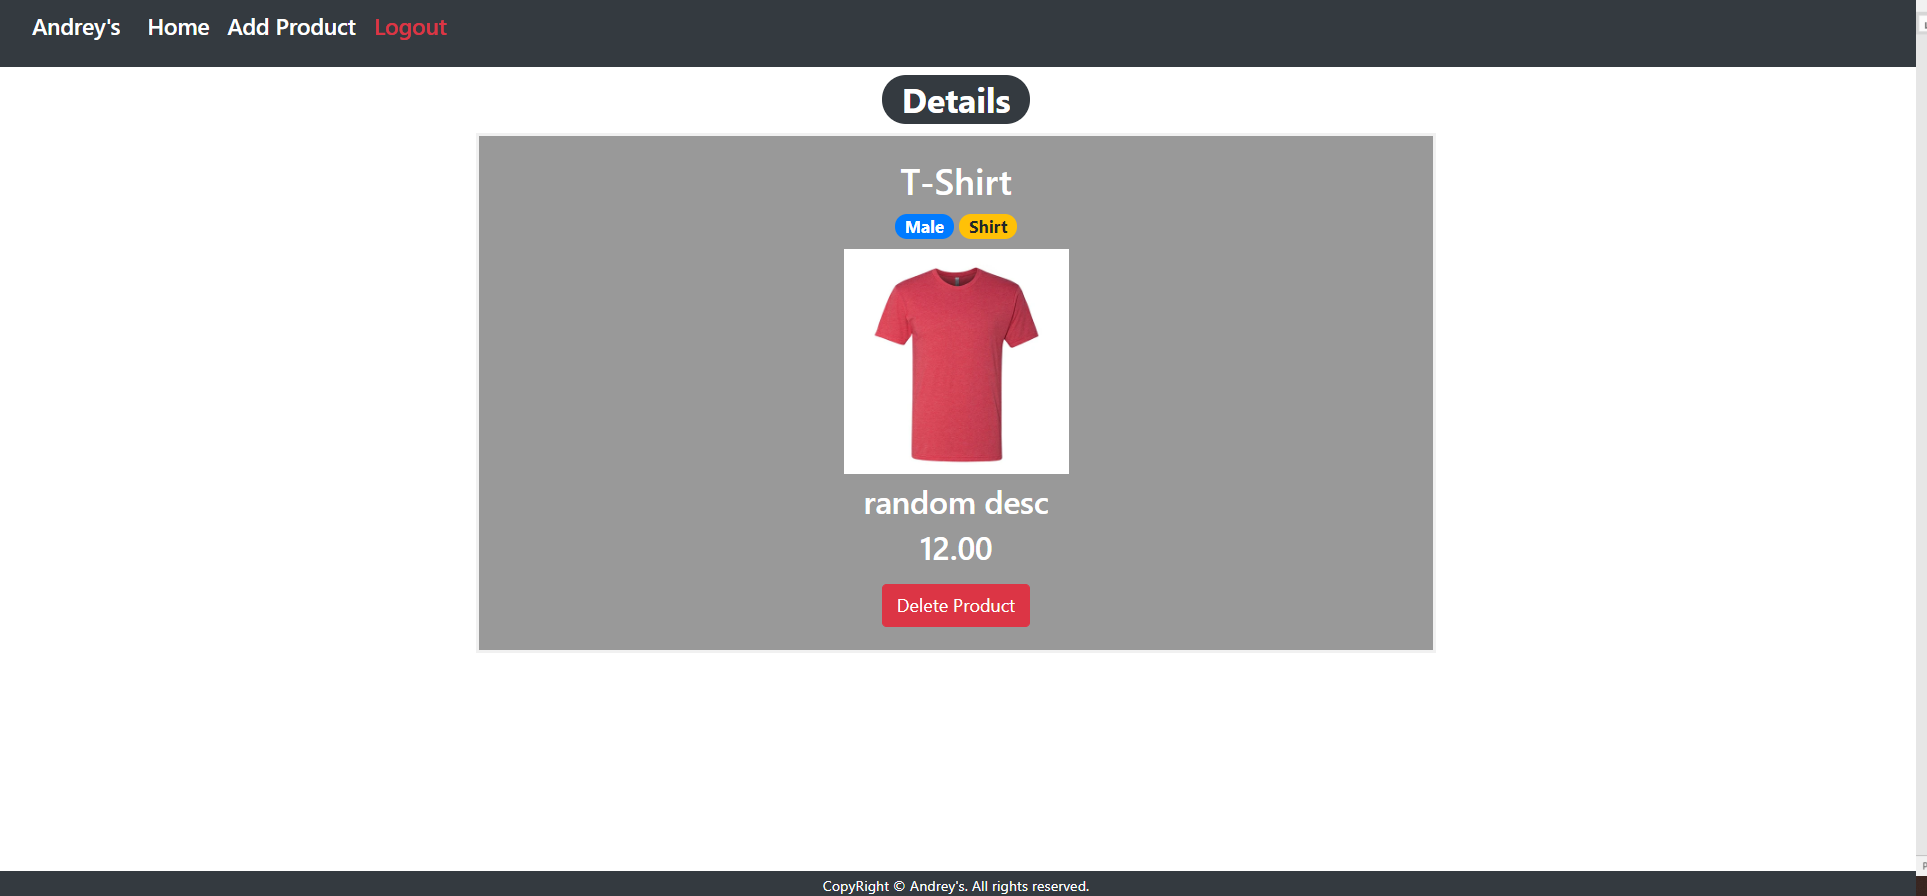 Andrey's Home Add Product Logout
Details
T-Shirt
Male Shirt
random desc
12.00
Delete Product
CopyRight © Andrey's. All rights reserved.